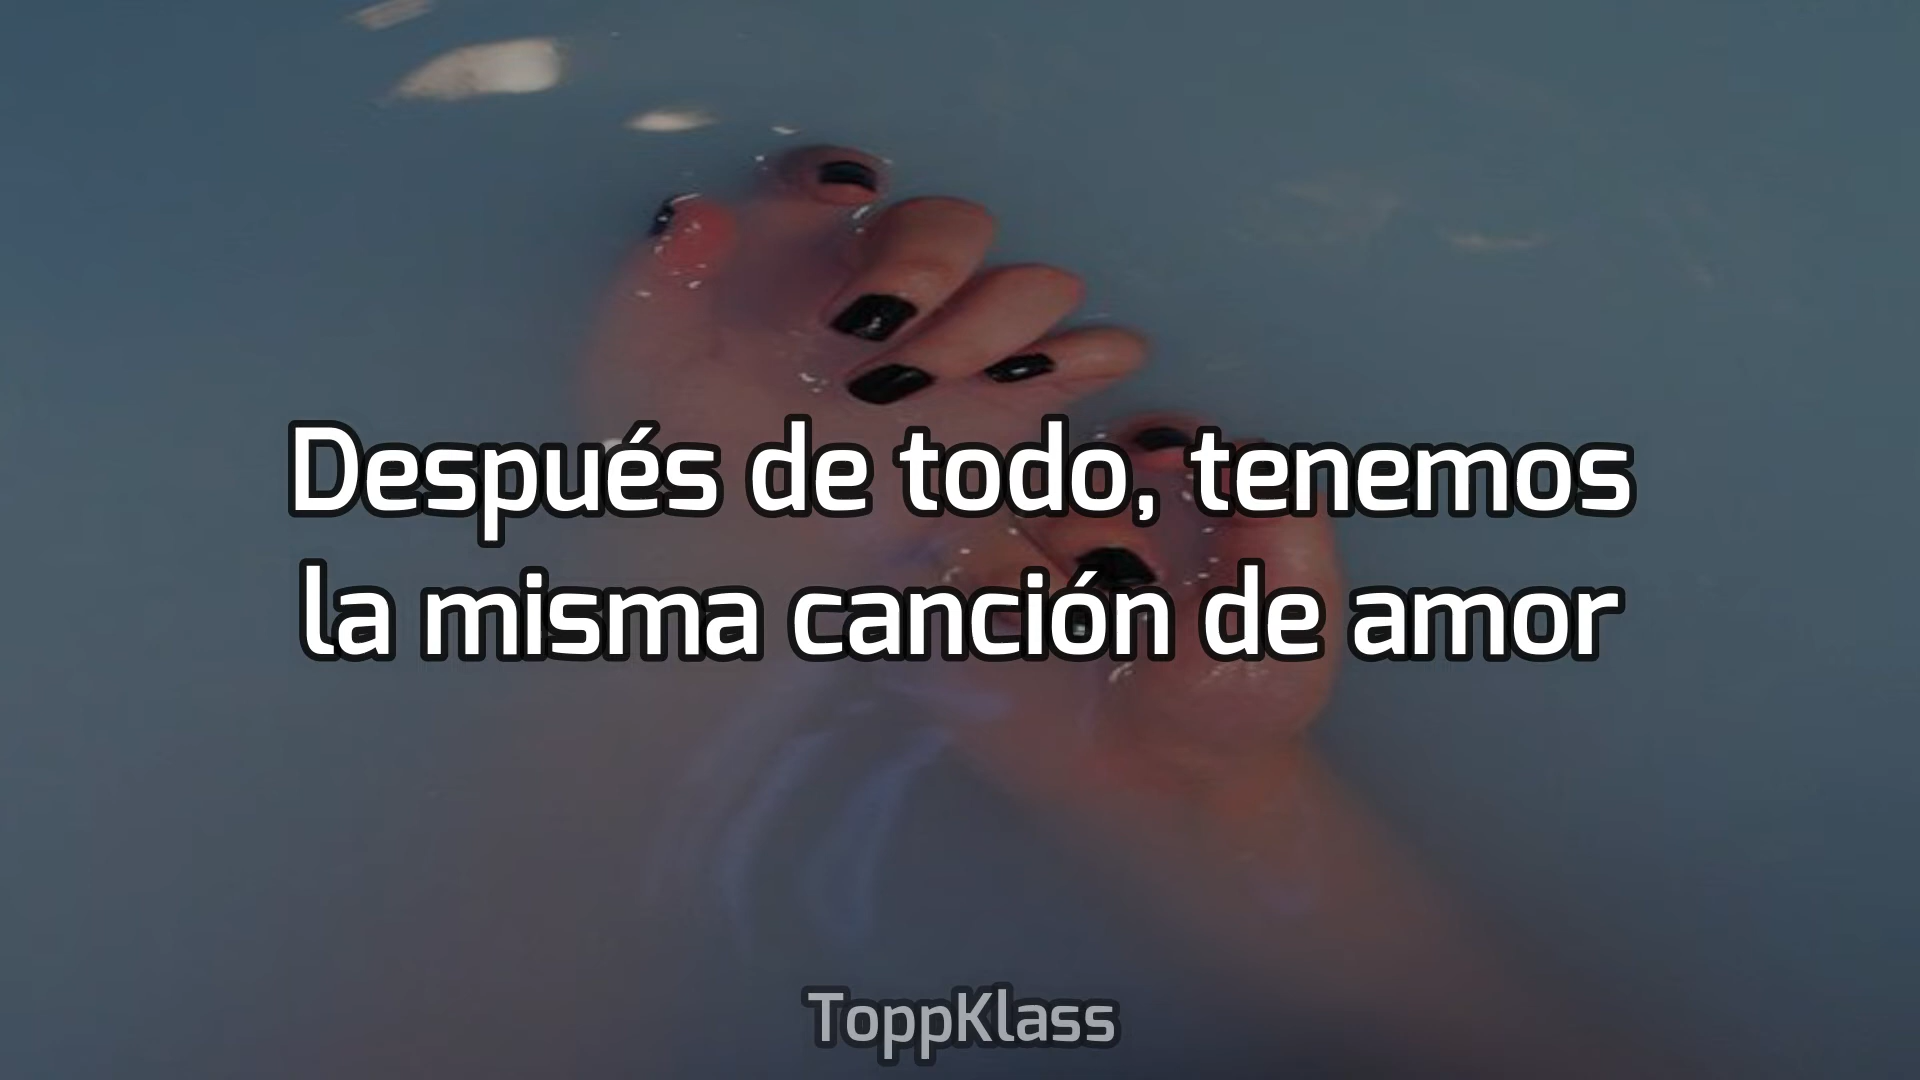 Después de todo, tenemos
la misma canción de amor
ToppKlass